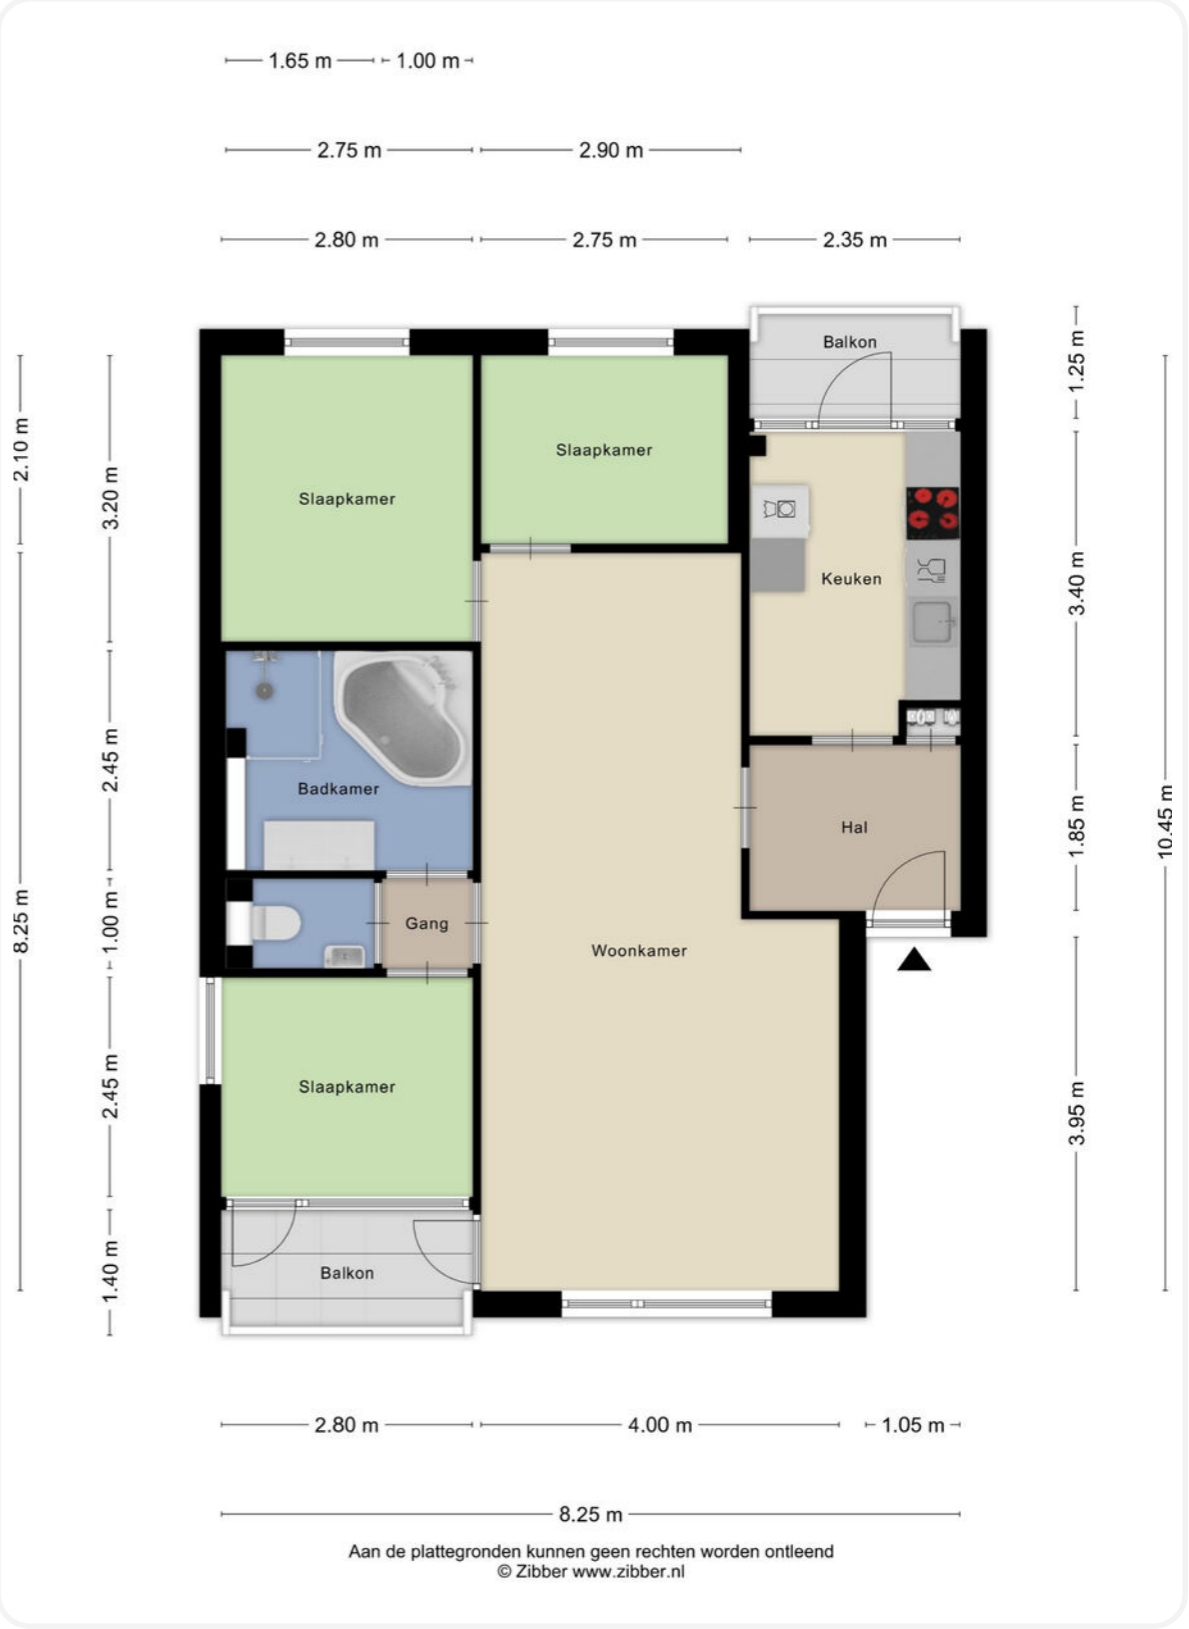 1.65 m 1.00 m
2.75 m 2.90 m
2.80 m 2.75 m 2.35 m
Balkon
1.25 m
2.10 m
Slaapkamer
3.20 m
Slaapkamer
Keuken
3.40 m
2.45 m
Badkamer
Hal
1.85 m
10.45 m
8.25 m
1.00 m
Gang
Woonkamer
2.45 m
Slaapkamer
3.95 m
1.40 m
Balkon
2.80 m 4.00 m 1.05 m
8.25 m
Aan de plattegronden kunnen geen rechten worden ontleend
© Zibber www.zibber.nl